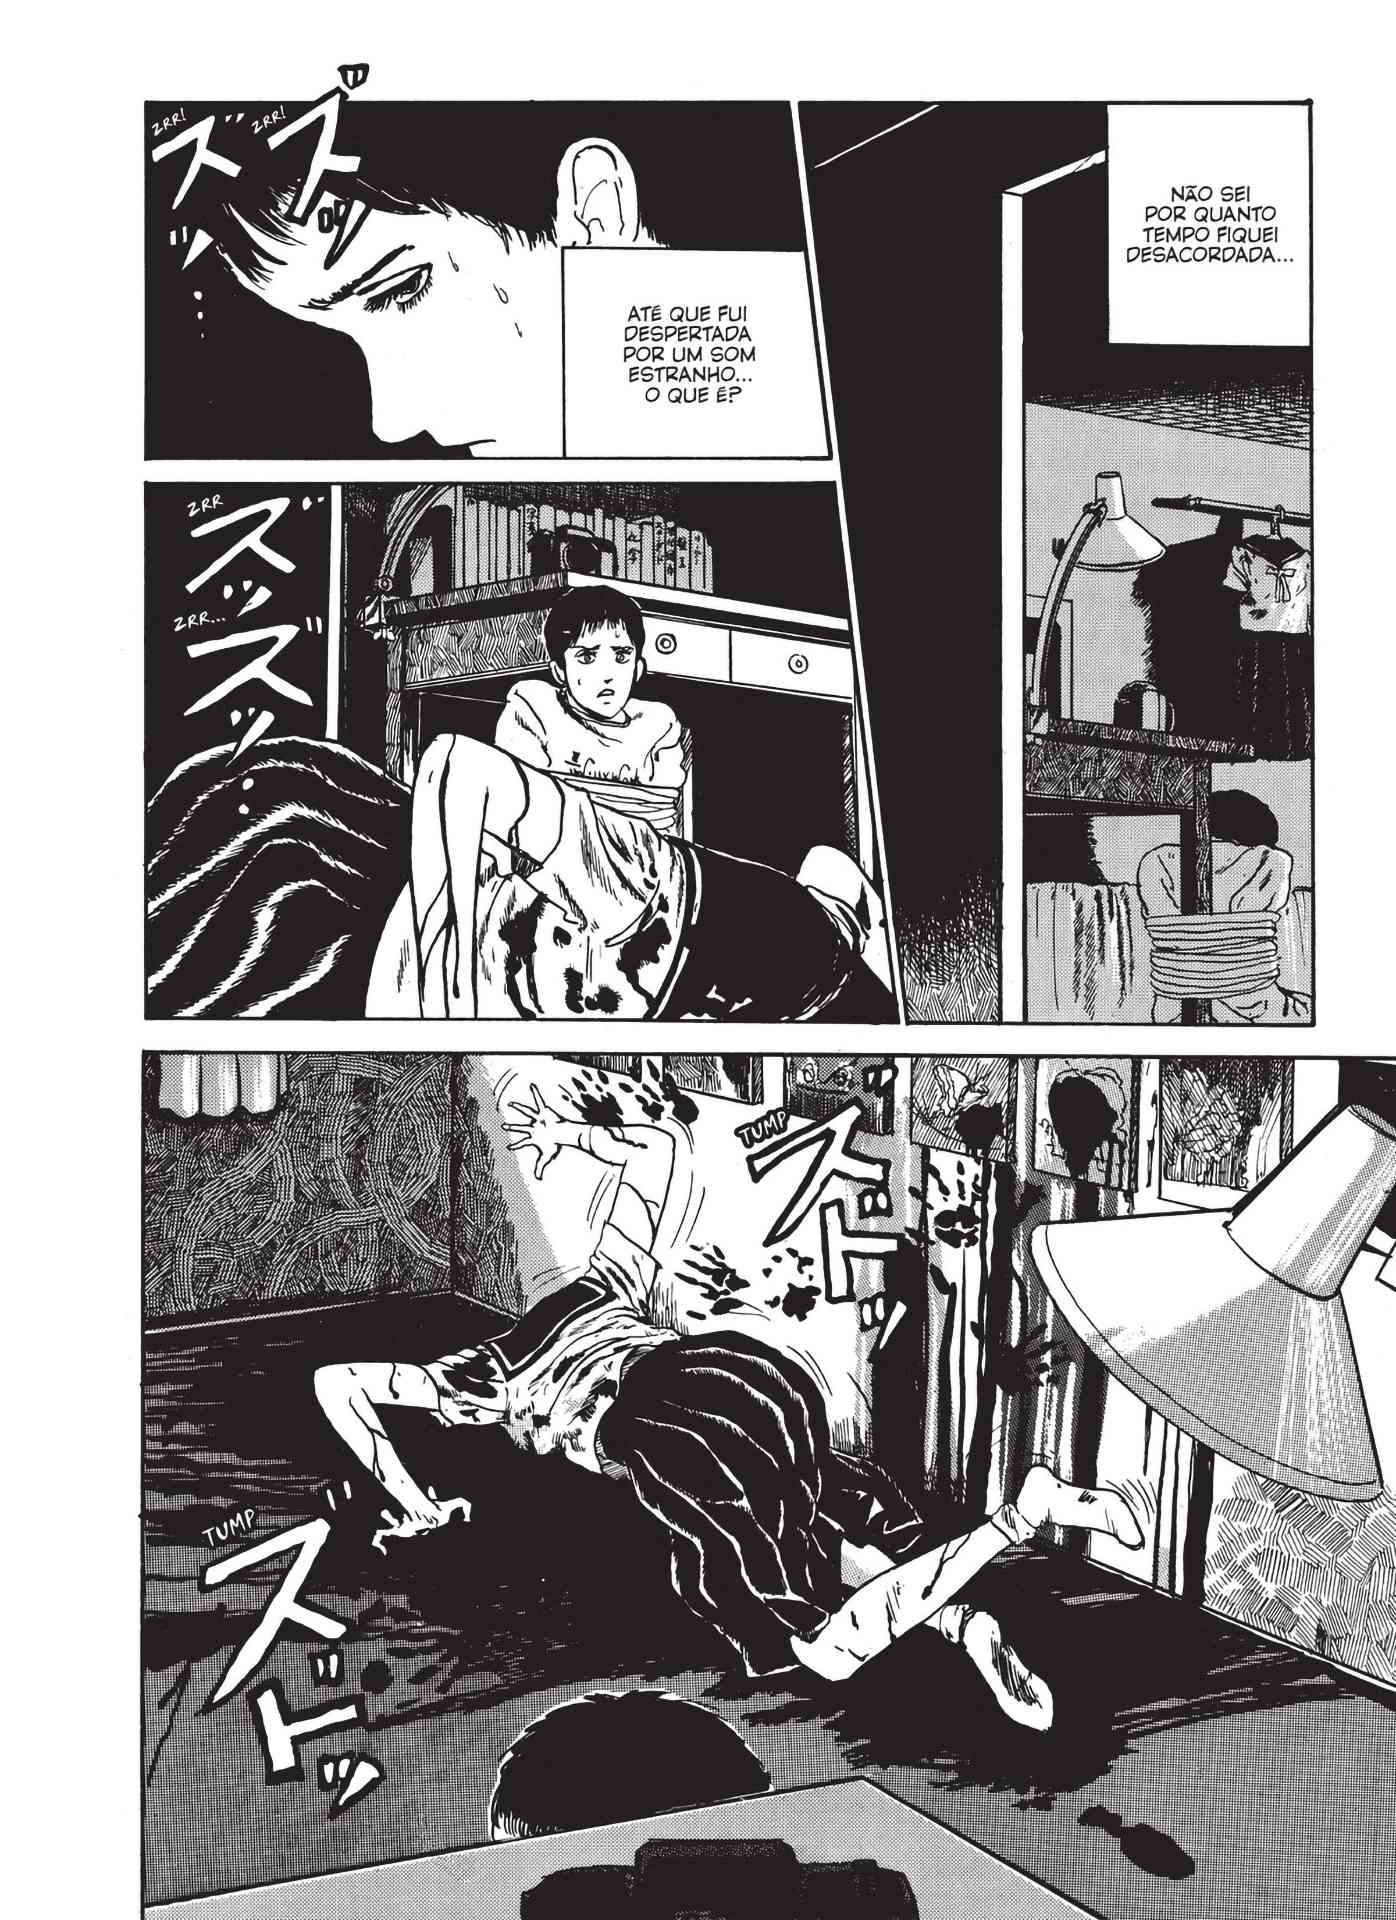 NÃO SEI
POR QUANTO
TEMPO FIQUEI
DESACORDADA...
ZRR!
ズッ
ZRR!
ズッ
ATÉ QUE FUI
DESPERTADA
POR UM SOM
ESTRANHO...
O QUE É?
ZRR
ズッ
ZRR...
ズッ
TUMP
ズドッ
TUMP
ズドッ